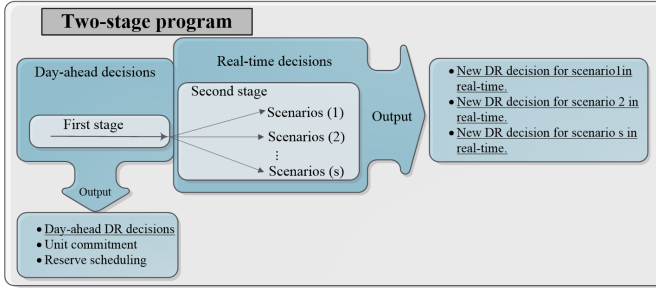 Two-stage program
Day-ahead decisions
First stage
Output
• Day-ahead DR decisions
• Unit commitment
• Reserve scheduling
Real-time decisions
Second stage
Scenarios (1)
Scenarios (2)
⋮
Scenarios (s)
Output
• New DR decision for scenario1in
real-time.
• New DR decision for scenario 2 in
real-time.
• New DR decision for scenario s in
real-time.